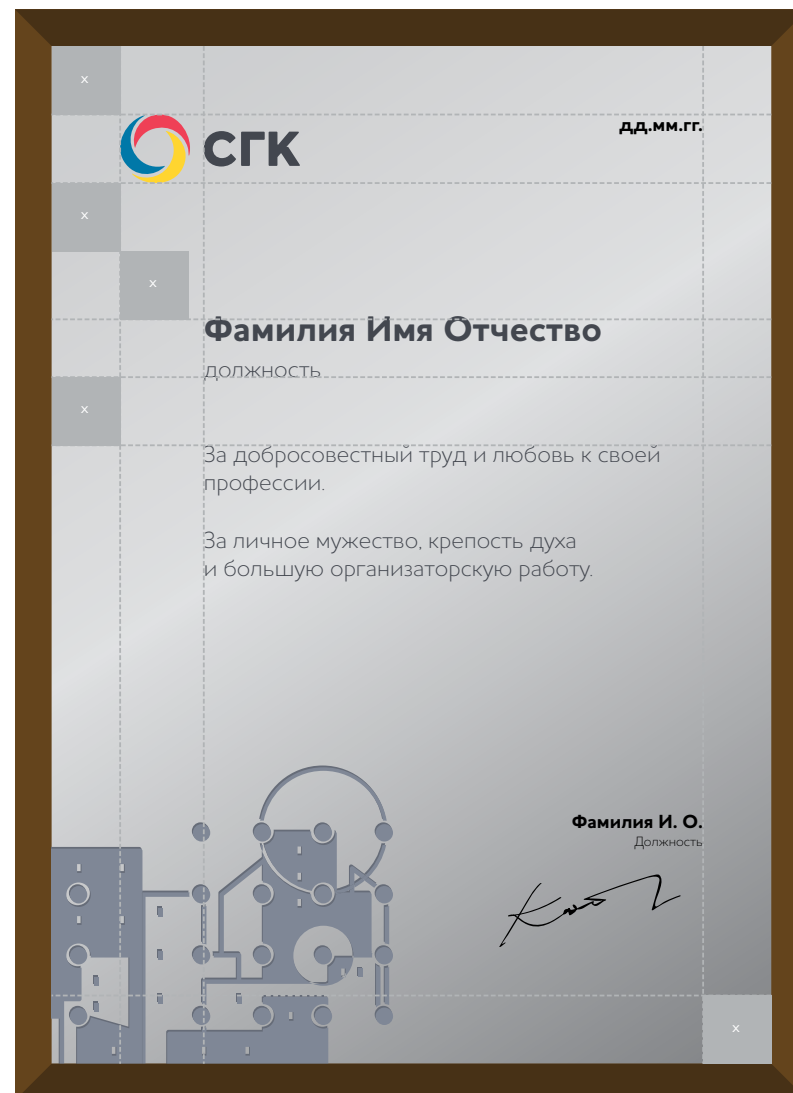 x
СГК
дд.мм.гг.
x
x
Фамилия Имя Отчество
должность
x
За добросовестный труд и любовь к своей
профессии.
За личное мужество, крепость духа
и большую организаторскую работу.
Фамилия И. О.
Должность
x